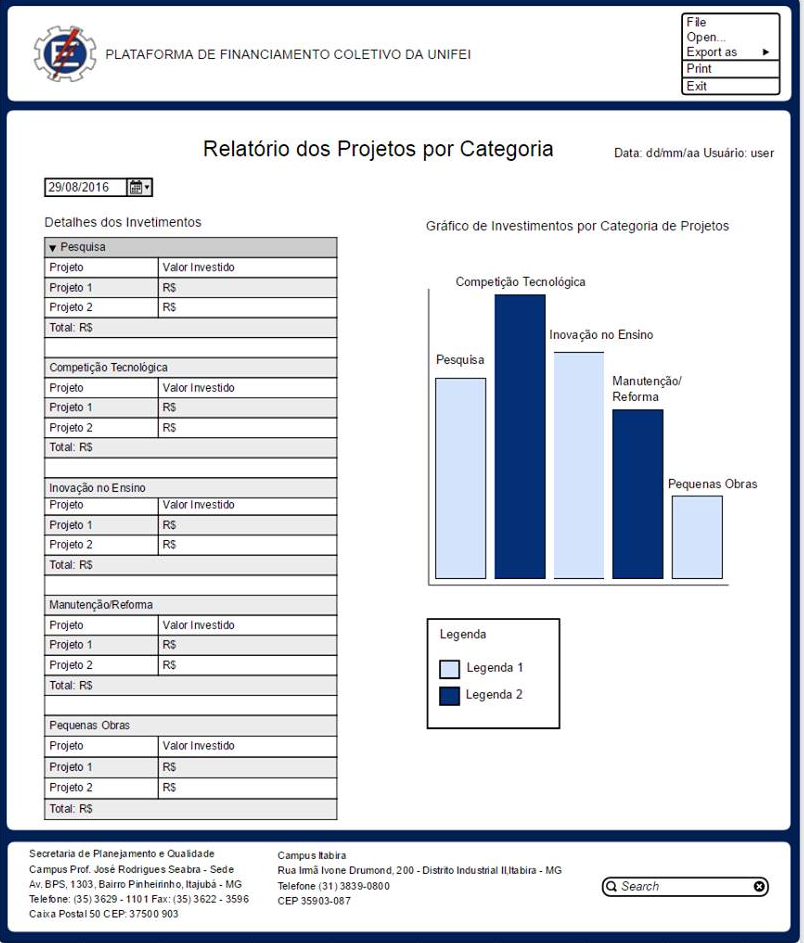 PLATAFORMA DE FINANCIAMENTO COLETIVO DA UNIFEI
File
Open...
Export as
Print
Exit
Relatório dos Projetos por Categoria
Data: dd/mm/aa Usuário: user
29/08/2016
Detalhes dos Invetimentos
Pesquisa
Projeto Valor Investido
Projeto 1 R$
Projeto 2 R$
Total: R$
Competição Tecnológica
Projeto Valor Investido
Projeto 1 R$
Projeto 2 R$
Total: R$
Inovação no Ensino
Projeto Valor Investido
Projeto 1 R$
Projeto 2 R$
Total: R$
Manutenção/Reforma
Projeto Valor Investido
Projeto 1 R$
Projeto 2 R$
Total: R$
Pequenas Obras
Projeto Valor Investido
Projeto 1 R$
Projeto 2 R$
Total: R$
Gráfico de Investimentos por Categoria de Projetos
Competição Tecnológica
Inovação no Ensino
Pesquisa
Manutenção/
Reforma
Pequenas Obras
Legenda
Legenda 1
Legenda 2
Secretaria de Planejamento e Qualidade
Campus Prof. José Rodrigues Seabra - Sede
Av. BPS, 1303, Bairro Pinheirinho, Itajubá - MG
Telefone: (35) 3629 - 1101 Fax: (35) 3622 - 3596
Caixa Postal 50 CEP: 37500 903
Campus Itabira
Rua Irmã Ivone Drumond, 200 - Distrito Industrial II,Itabira - MG
Telefone (31) 3839-0800
CEP 35903-087
Search